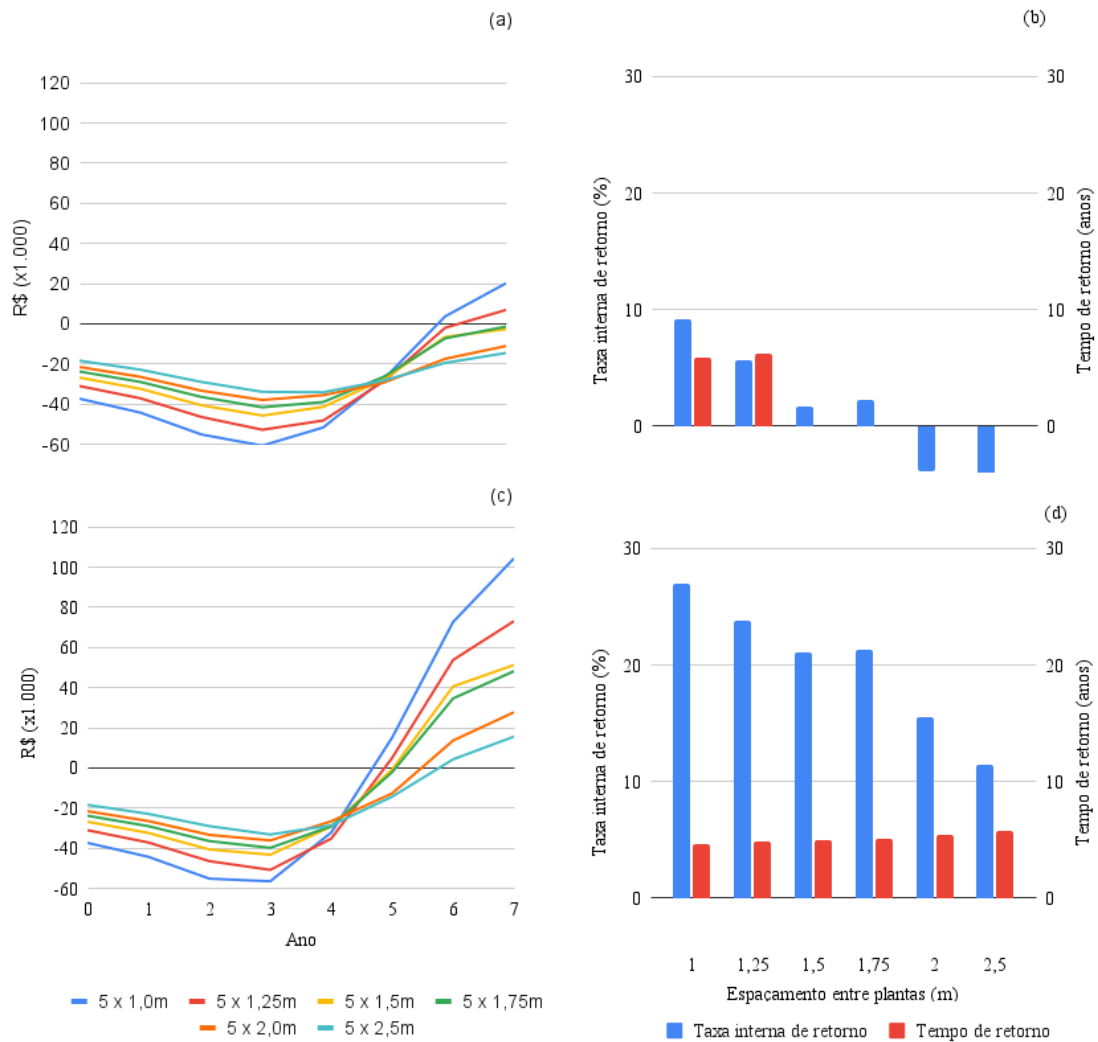 (a)
120
100
80
60
40
20
0
-20
-40
-60
R$ (x1.000)
(b)
30
20
10
0
Taxa interna de retorno (%)
30
20
10
0
Tempo de retorno (anos)
(c)
120
100
80
60
40
20
0
-20
-40
-60
R$ (x1.000)
0 1 2 3 4 5 6 7
Ano
5 x 1,0m 5 x 1,25m 5 x 1,5m 5 x 1,75m
5 x 2,0m 5 x 2,5m
(d)
30
20
10
0
Taxa interna de retorno (%)
30
20
10
0
Tempo de retorno (anos)
1 1,25 1,5 1,75 2 2,5
Espaçamento entre plantas (m)
Taxa interna de retorno Tempo de retorno